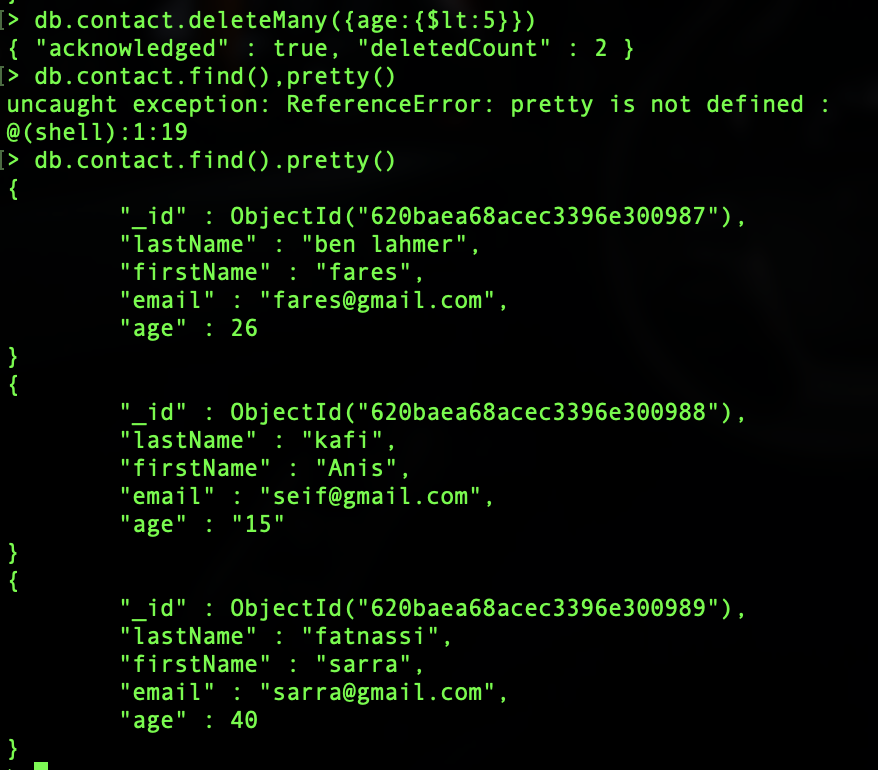 > db.contact.deleteMany({age:{$lt:5}})
{ "acknowledged" : true, "deletedCount" : 2 }
> db.contact.find(),pretty()
uncaught exception: ReferenceError: pretty is not defined :
@(shell):1:19
> db.contact.find().pretty()
{
"_id" : ObjectId("620baea68acec3396e300987"),
"lastName" : "ben lahmer",
"firstName" : "fares",
"email" : "fares@gmail.com",
"age" : 26
}
{
"_id" : ObjectId("620baea68acec3396e300988"),
"lastName" : "kafi",
"firstName" : "Anis",
"email" : "seif@gmail.com",
"age" : "15"
}
{
"_id" : ObjectId("620baea68acec3396e300989"),
"lastName" : "fatnassi",
"firstName" : "sarra",
"email" : "sarra@gmail.com",
"age" : 40
}